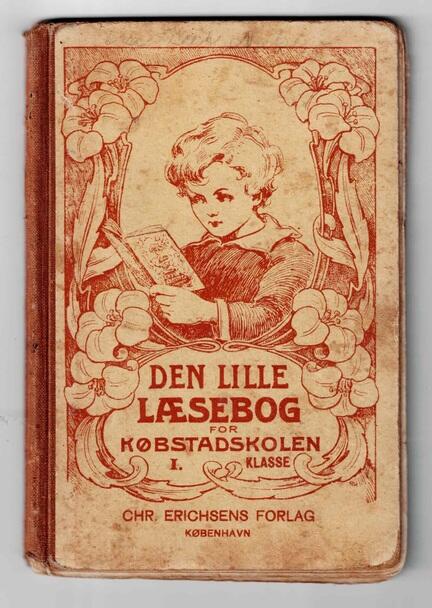 DEN LILLE
LÆSEBOG
FOR
KØBSTADSKOLEN
I. KLASSE
CHR. ERICHSENS FORLAG
KØBENHAVN